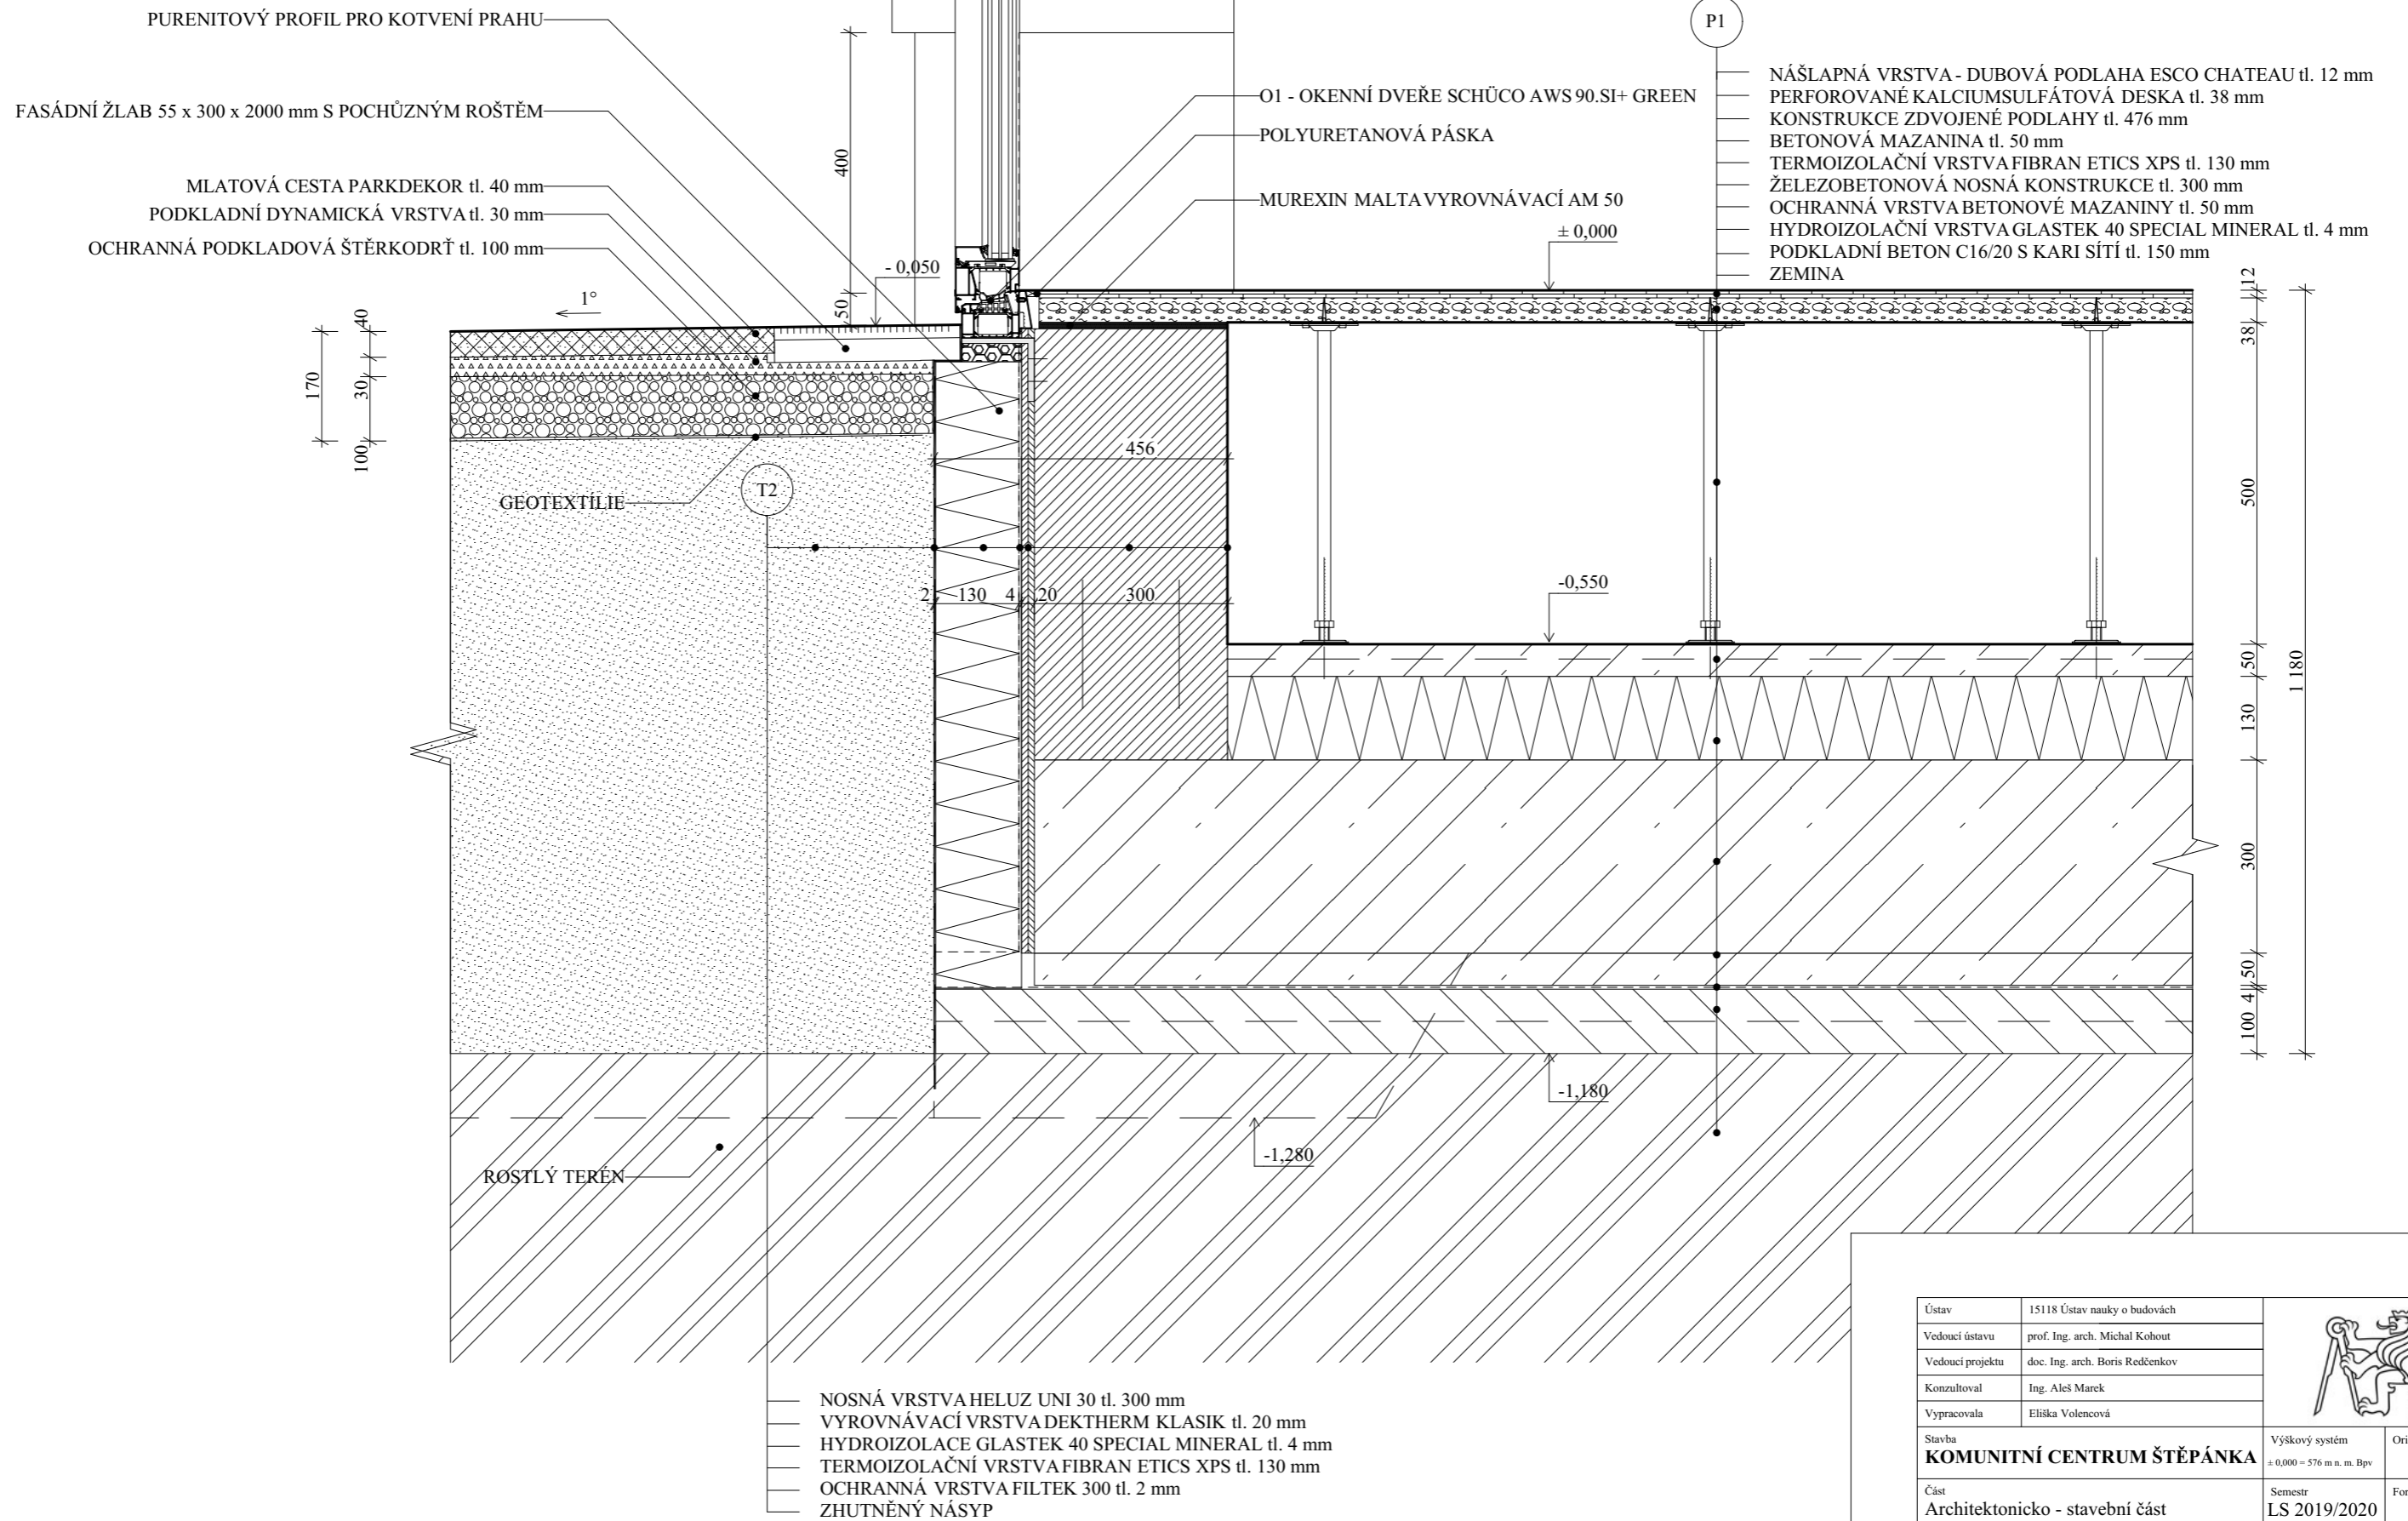 PURENITOVÝ PROFIL PRO KOTVENÍ PRAHU
FASÁDNÍ ŽLAB 55 x 300 x 2000 mm S POCHŮZNÝM ROŠTĚM
MLATOVÁ CESTA PARKDEKOR tl. 40 mm
PODKLADNÍ DYNAMICKÁ VRSTVA tl. 30 mm
OCHRANNÁ PODKLADOVÁ ŠTĚRKODRŤ tl. 100 mm
P1
NÁŠLAPNÁ VRSTVA - DUBOVÁ PODLAHA ESCO CHATEAU tl. 12 mm
PERFOROVANÉ KALCIUMSULFÁTOVÁ DESKA tl. 38 mm
KONSTRUKCE ZDVOJENÉ PODLAHY tl. 476 mm
BETONOVÁ MAZANINA tl. 50 mm
TERMOIZOLAČNÍ VRSTVA FIBRAN ETICS XPS tl. 130 mm
ŽELEZOBETONOVÁ NOSNÁ KONSTRUKCE tl. 300 mm
OCHRANNÁ VRSTVA BETONOVÉ MAZANINY tl. 50 mm
HYDROIZOLAČNÍ VRSTVA GLASTEK 40 SPECIAL MINERAL tl. 4 mm
PODKLADNÍ BETON C16/20 S KARI SÍTÍ tl. 150 mm
ZEMINA
O1 - OKENNÍ DVEŘE SCHÜCO AWS 90.SI+ GREEN
POLYURETANOVÁ PÁSKA
MUREXIN MALTA VYROVNÁVACÍ AM 50
400
50
- 0,050
± 0,000
1°
40
30
100
170
GEOTEXTÍLIE
T2
456
2 130 4 20 300
-0,550
12
38
500
50
130
300
50
4
100
1 180
-1,180
-1,280
ROSTLÝ TERÉN
NOSNÁ VRSTVA HELUZ UNI 30 tl. 300 mm
VYROVNÁVACÍ VRSTVA DEKTHERM KLASIK tl. 20 mm
HYDROIZOLACE GLASTEK 40 SPECIAL MINERAL tl. 4 mm
TERMOIZOLAČNÍ VRSTVA FIBRAN ETICS XPS tl. 130 mm
OCHRANNÁ VRSTVA FILTEK 300 tl. 2 mm
ZHUTNĚNÝ NÁSYP
Ústav 15118 Ústav nauky o budovách
Vedoucí ústavu prof. Ing. arch. Michal Kohout
Vedoucí projektu doc. Ing. arch. Boris Redčenkov
Konzultoval Ing. Aleš Marek
Vypracovala Eliška Volencová
Stavba
KOMUNITNÍ CENTRUM ŠTĚPÁNKA
Výškový systém
± 0,000 = 576 m n. m. Bpv
Část
Architektonicko - stavební část
Semestr
LS 2019/2020